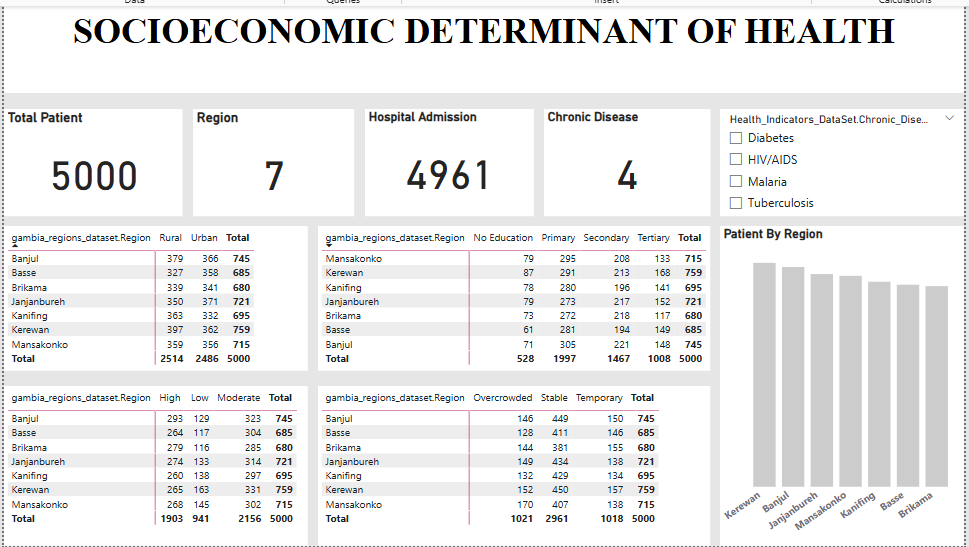 Data Queries Insert Calculations
SOCIOECONOMIC DETERMINANT OF HEALTH
Total Patient
5000
Region
7
Hospital Admission
4961
Chronic Disease
4
Health_Indicators_DataSet.Chronic_Dise...
Diabetes
HIV/AIDS
Malaria
Tuberculosis
gambia_regions_dataset.Region Rural Urban Total
Banjul 379 366 745
Basse 327 358 685
Brikama 339 341 680
Janjanbureh 350 371 721
Kanifing 363 332 695
Kerewan 397 362 759
Mansakonko 359 356 715
Total 2514 2486 5000
gambia_regions_dataset.Region No Education Primary Secondary Tertiary Total
Mansakonko 79 295 208 133 715
Kerewan 87 291 213 168 759
Kanifing 78 280 196 141 695
Janjanbureh 79 273 217 152 721
Brikama 73 272 218 117 680
Basse 61 281 194 149 685
Banjul 71 305 221 148 745
Total 528 1997 1467 1008 5000
gambia_regions_dataset.Region High Low Moderate Total
Banjul 293 129 323 745
Basse 264 117 304 685
Brikama 279 116 285 680
Janjanbureh 274 133 314 721
Kanifing 260 138 297 695
Kerewan 265 163 331 759
Mansakonko 268 145 302 715
Total 1903 941 2156 5000
gambia_regions_dataset.Region Overcrowded Stable Temporary Total
Banjul 146 449 150 745
Basse 128 411 146 685
Brikama 144 381 155 680
Janjanbureh 149 434 138 721
Kanifing 132 429 134 695
Kerewan 152 450 157 759
Mansakonko 170 407 138 715
Total 1021 2961 1018 5000
Patient By Region
Kerewan
Banjul
Janjanbureh
Mansakonko
Kanifing
Basse
Brikama